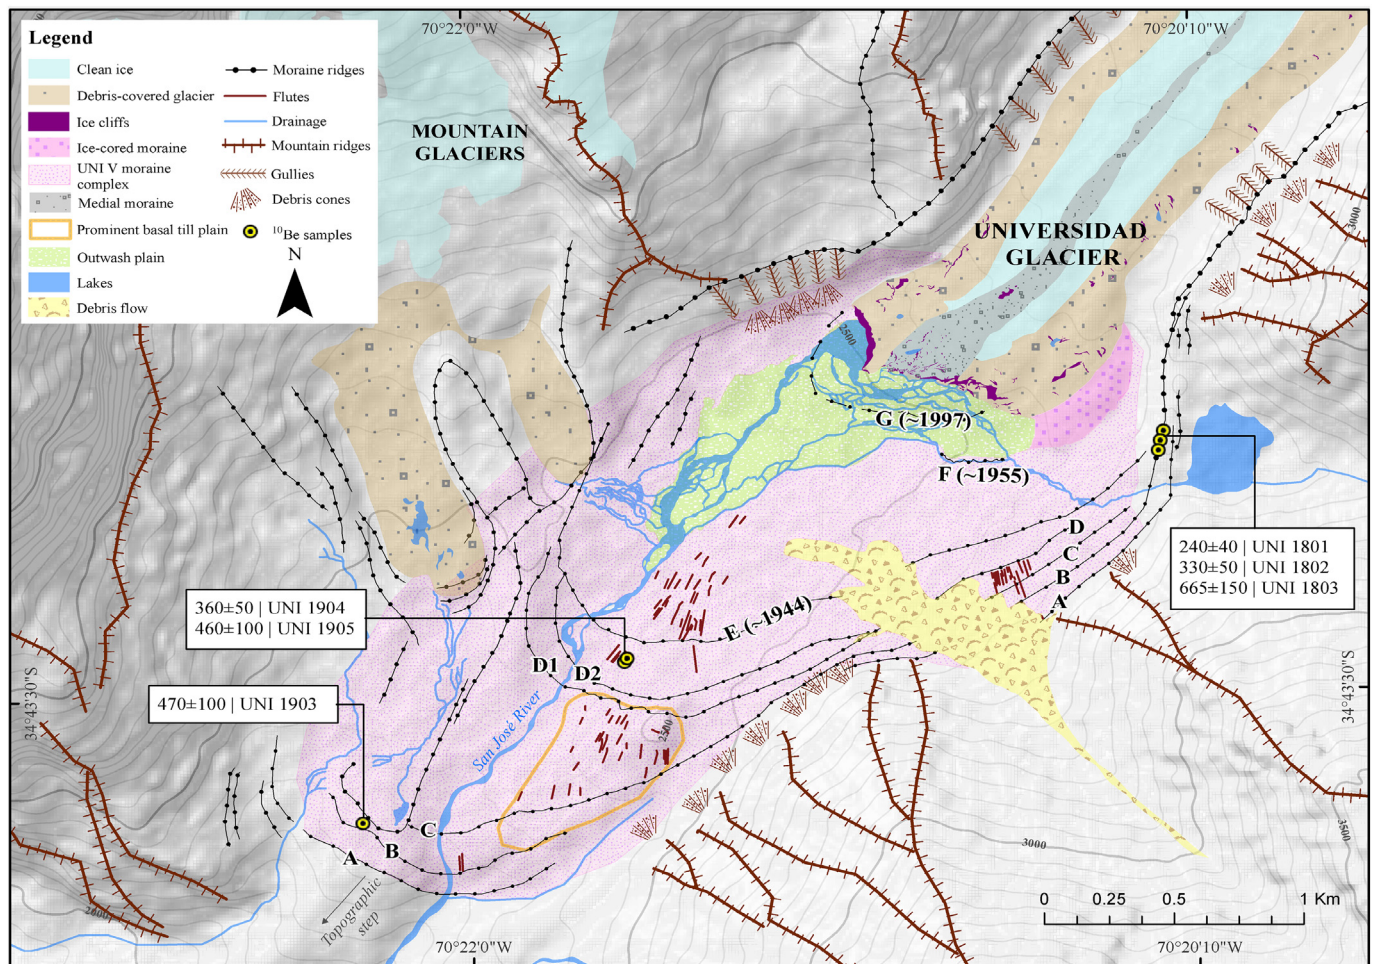 70°22'0"W
70°20'10"W
Legend
Clean ice
Debris-covered glacier
Ice cliffs
Ice-cored moraine
UNI V moraine
complex
Medial moraine
Prominent basal till plain
Outwash plain
Lakes
Debris flow
Moraine ridges
Flutes
Drainage
Mountain ridges
Gullies
Debris cones
10Be samples
N
MOUNTAIN
GLACIERS
UNIVERSIDAD
GLACIER
3000
2500
G (~1997)
F (~1955)
D
C
B
A
240±40 | UNI 1801
330±50 | UNI 1802
665±150 | UNI 1803
360±50 | UNI 1904
460±100 | UNI 1905
E (~1944)
D1
D2
470±100 | UNI 1903
34°43'30"S
34°43'30"S
San José River
2500
C
B
A
Topographic
step
2800
3000
3500
0 0.25 0.5 1 Km
70°22'0"W
70°20'10"W